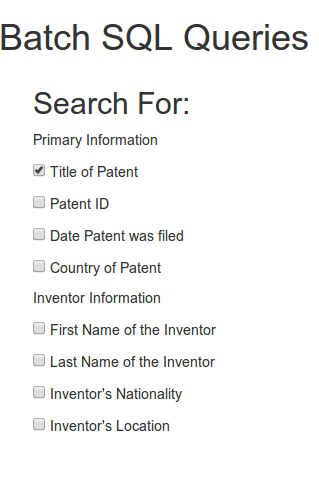 Batch SQL Queries
Search For:
Primary Information
Title of Patent
Patent ID
Date Patent was filed
Country of Patent
Inventor Information
First Name of the Inventor
Last Name of the Inventor
Inventor's Nationality
Inventor's Location